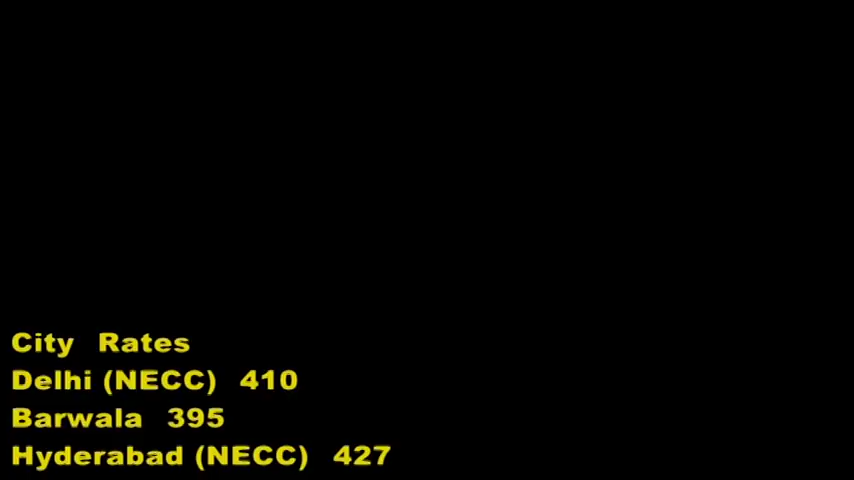 City Rates
Delhi (NECC) 410
Barwala 395
Hyderabad (NECC) 427